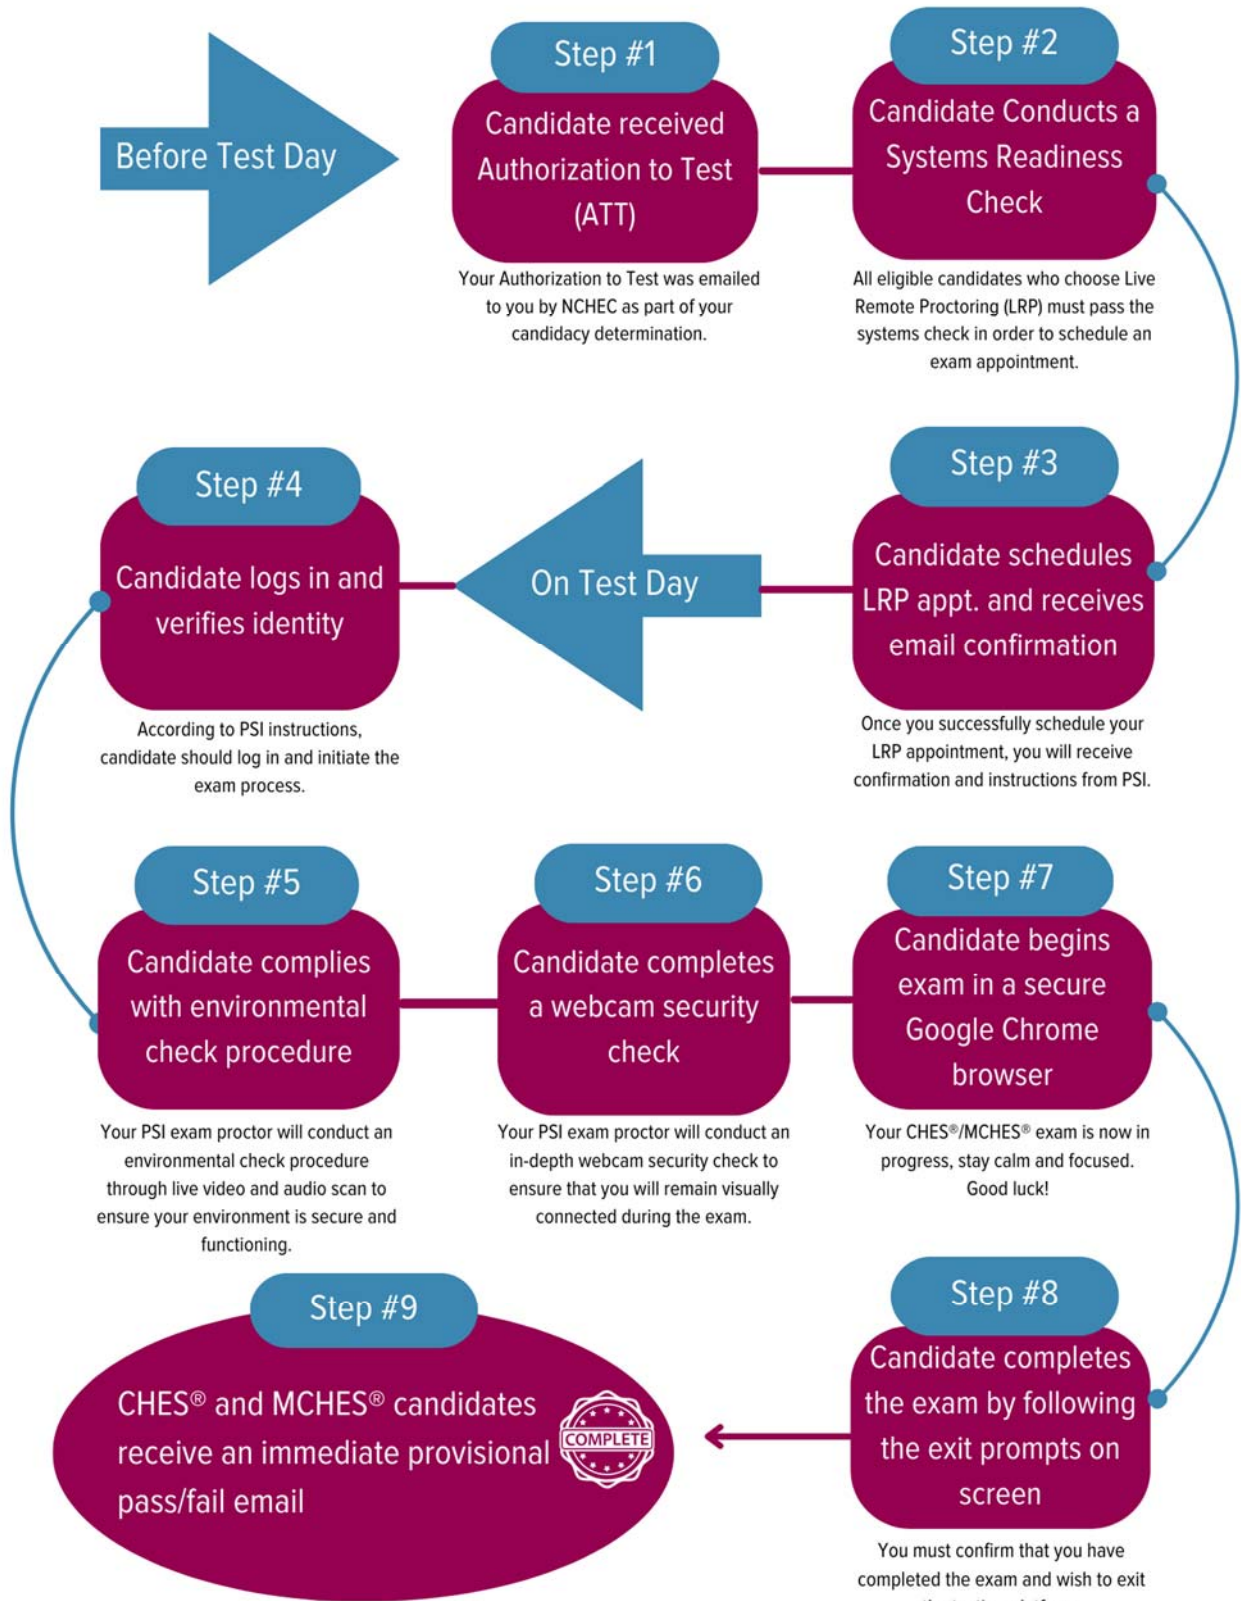 Before Test Day
Step #1
Candidate received
Authorization to Test
(ATT)
Your Authorization to Test was emailed
to you by NCHEC as part of your
candidacy determination.
Step #2
Candidate Conducts a
Systems Readiness
Check
All eligible candidates who choose Live
Remote Proctoring (LRP) must pass the
systems check in order to schedule an
exam appointment.
Step #3
Candidate schedules
LRP appt. and receives
email confirmation
Once you successfully schedule your
LRP appointment, you will receive
confirmation and instructions from PSI.
On Test Day
Step #4
Candidate logs in and
verifies identity
According to PSI instructions,
candidate should log in and initiate the
exam process.
Step #5
Candidate complies
with environmental
check procedure
Your PSI exam proctor will conduct an
environmental check procedure
through live video and audio scan to
ensure your environment is secure and
functioning.
Step #6
Candidate completes
a webcam security
check
Your PSI exam proctor will conduct an
in-depth webcam security check to
ensure that you will remain visually
connected during the exam.
Step #7
Candidate begins
exam in a secure
Google Chrome
browser
Your CHES®/MCHES® exam is now in
progress, stay calm and focused.
Good luck!
Step #8
Candidate completes
the exam by following
the exit prompts on
screen
You must confirm that you have
completed the exam and wish to exit
Step #9
CHES® and MCHES® candidates
receive an immediate provisional
pass/fail email
COMPLETE